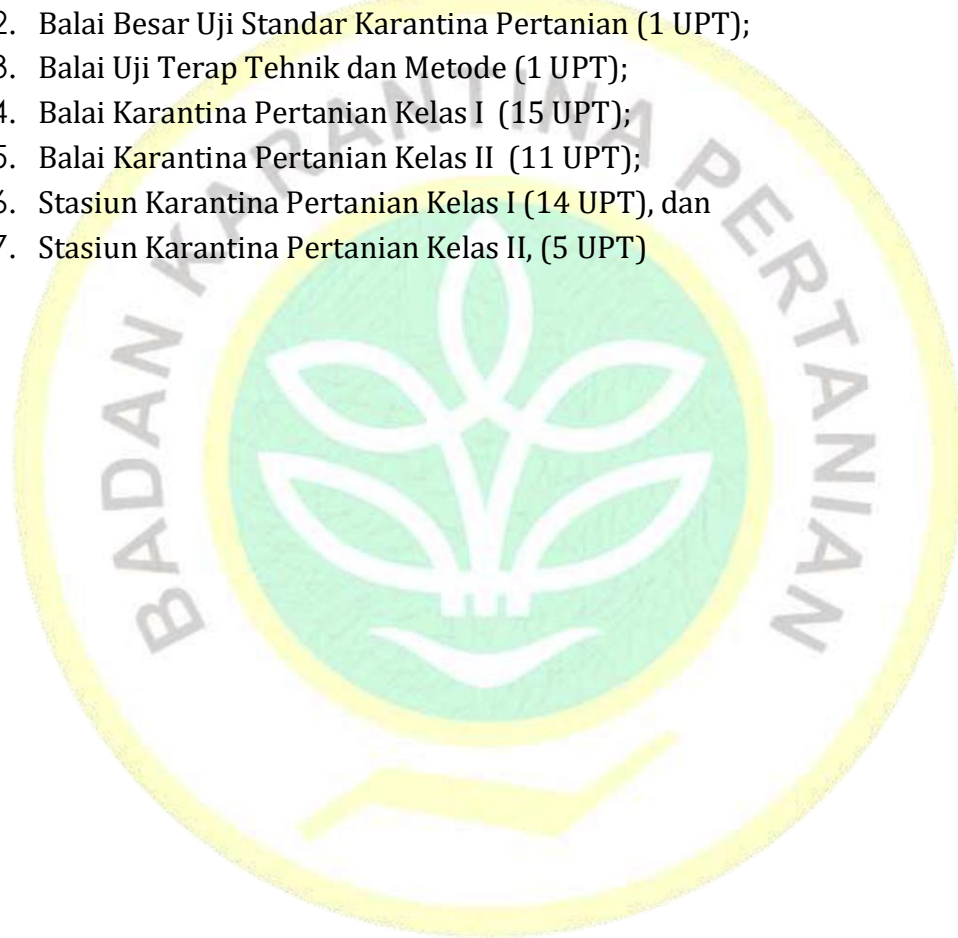 2. Balai Besar Uji Standar Karantina Pertanian (1 UPT);
3. Balai Uji Terap Tehnik dan Metode (1 UPT);
4. Balai Karantina Pertanian Kelas I (15 UPT);
5. Balai Karantina Pertanian Kelas II (11 UPT);
6. Stasiun Karantina Pertanian Kelas I (14 UPT), dan
7. Stasiun Karantina Pertanian Kelas II, (5 UPT)
BADAN KARANTINA PERTANIAN